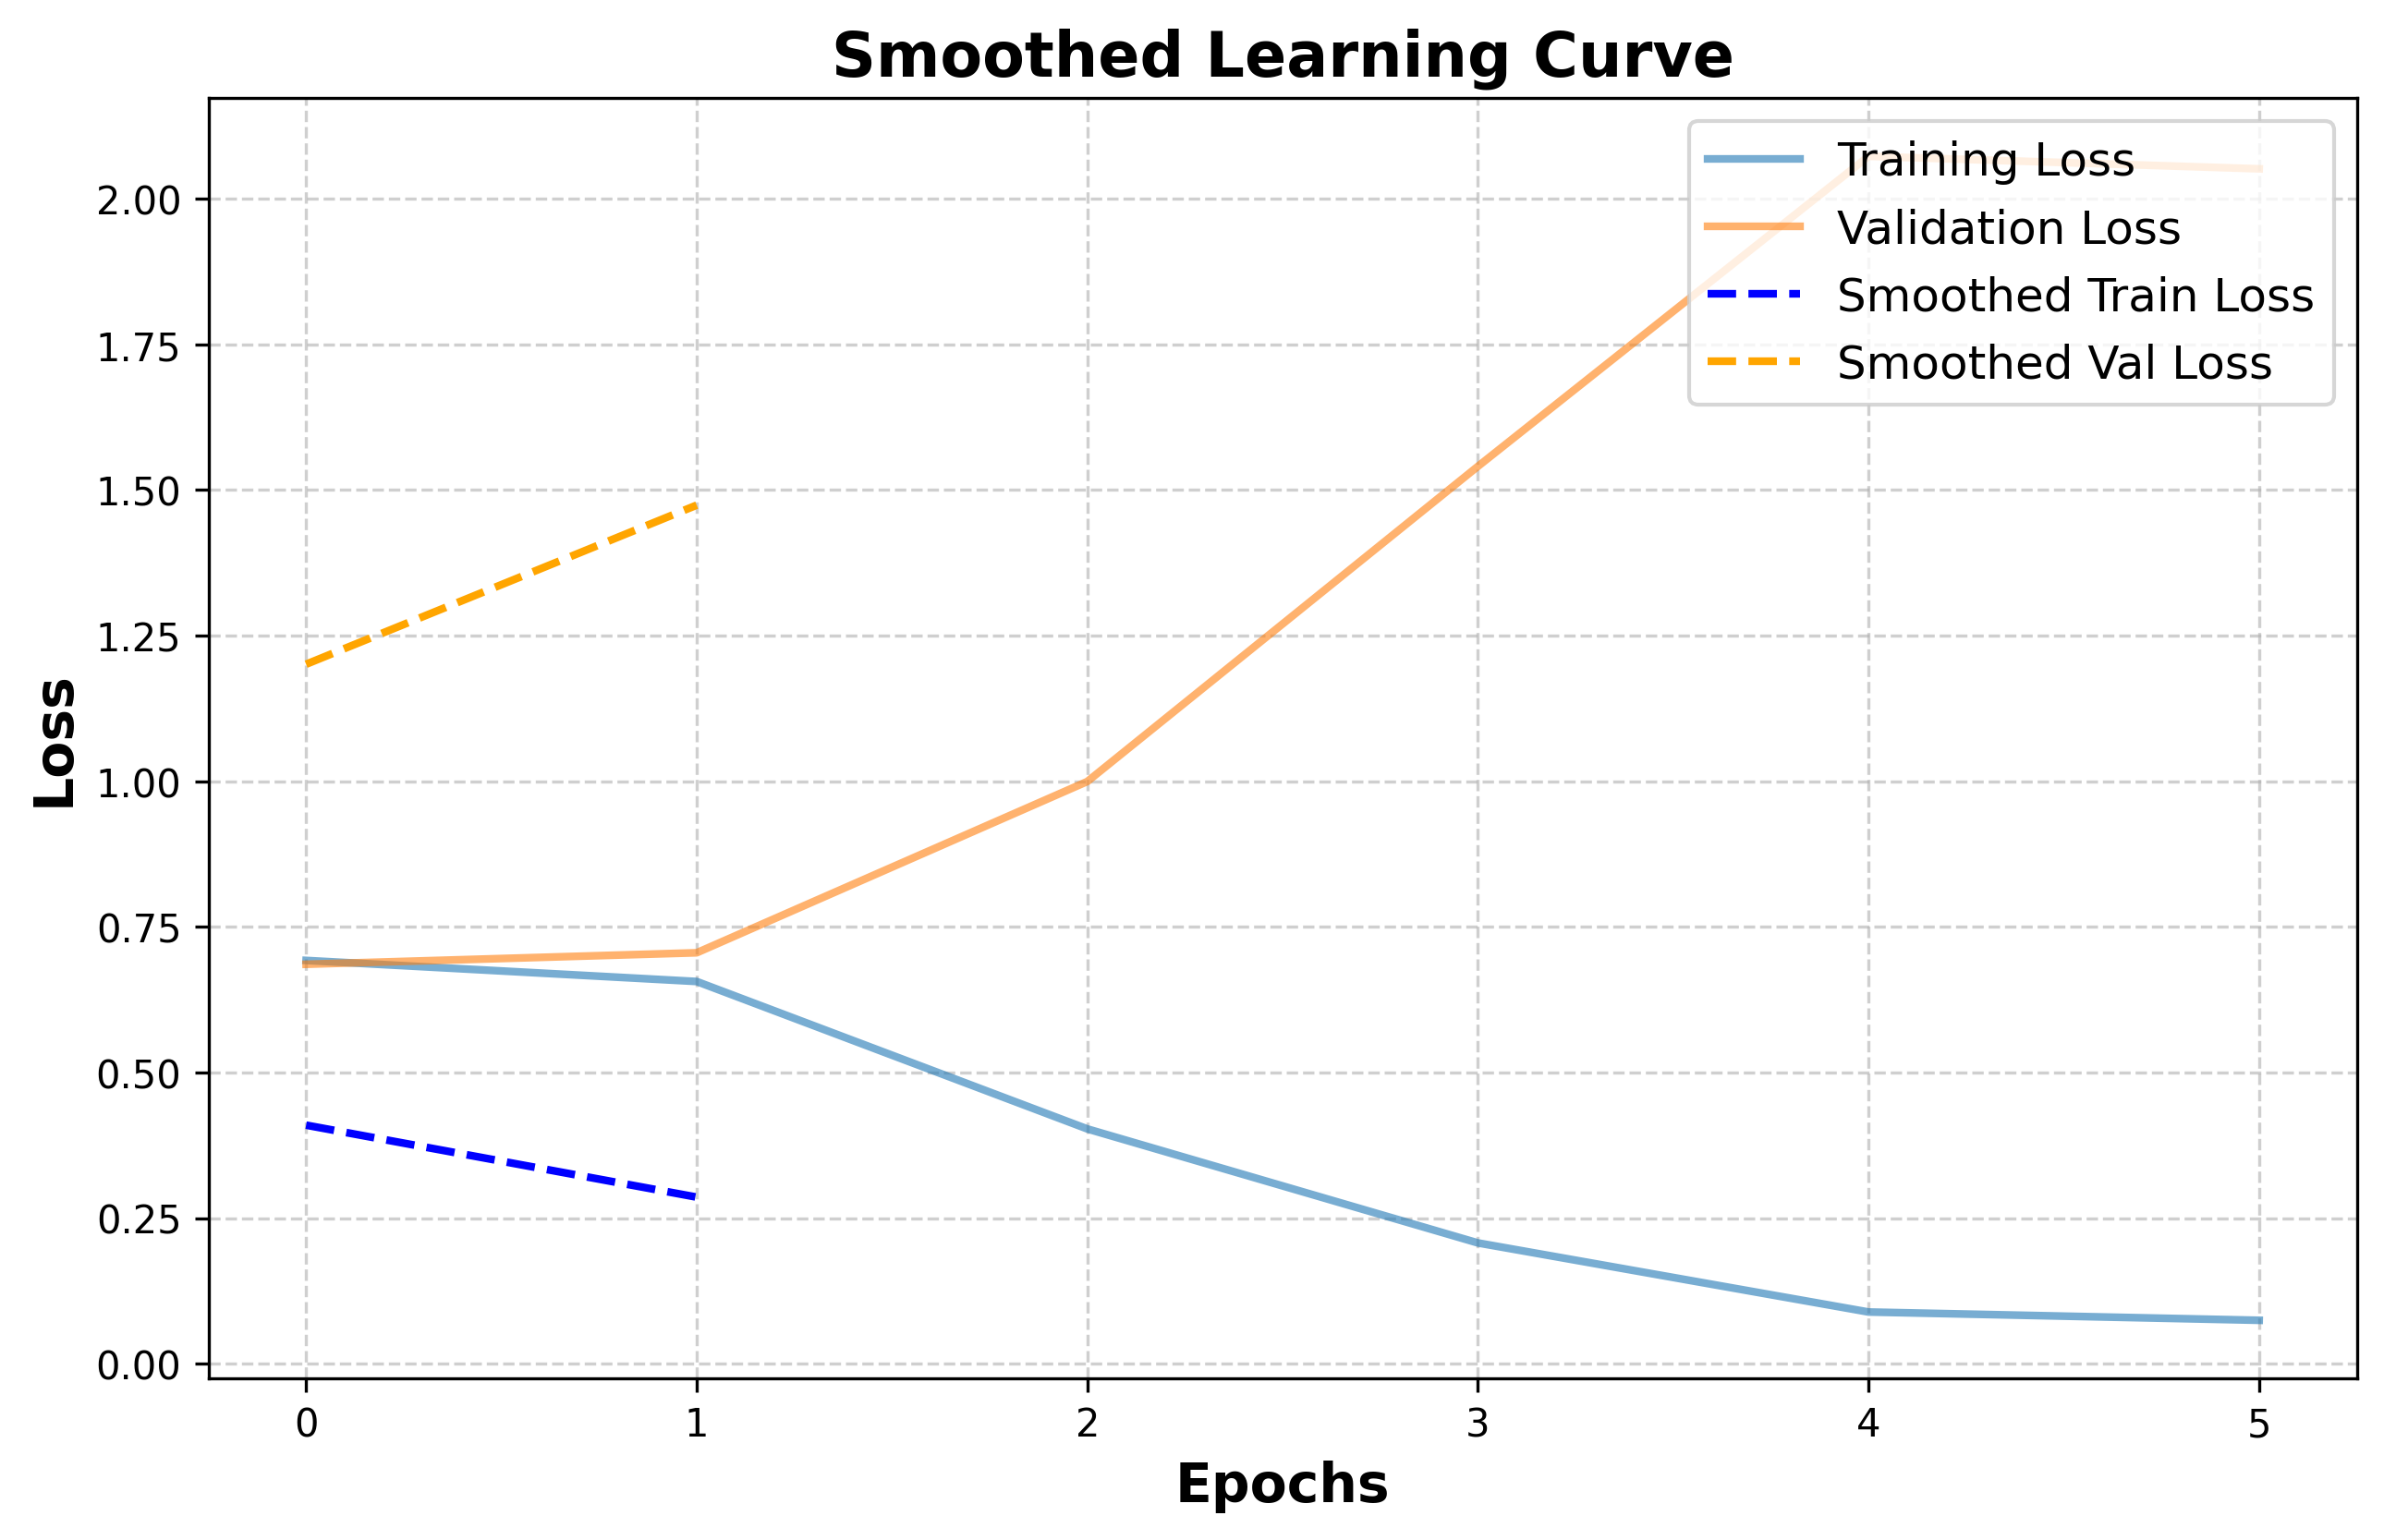 Smoothed Learning Curve
Training Loss
Validation Loss
Smoothed Train Loss
Smoothed Val Loss
2.00
1.75
1.50
1.25
1.00
0.75
0.50
0.25
0.00
Loss
0 1 2 3 4 5
Epochs